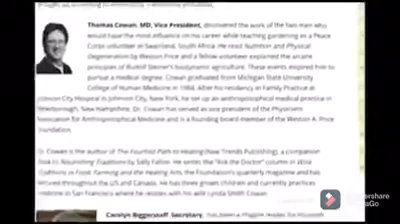 Thomas Cowan, MD, Vice President, discovered the work of the two men who
would have the most influence on his career while teaching gardening as a Peace
Corps volunteer in Swaziland, South Africa. He read Nutrition and Physical
Degeneration by Weston Price and a fellow volunteer explained the arcane
principles of Rudolf Steiner's biodynamic agriculture. These events inspired him to
pursue a medical degree. Cowan graduated from Michigan State University
College of Human Medicine in 1984. After his residency in Family Practice at
Johnson City Hospital in Johnson City, New York, he set up an anthroposophical medical practice in
Peterborough, New Hampshire. Dr. Cowan has served as vice president of the Physicians
Association for Anthroposophical Medicine and is a founding board member of the Weston A. Price
Foundation.
Dr. Cowan is the author of The Fourfold Path to Healing (New Trends Publishing), a companion
book to Nourishing Traditions by Sally Fallon. He writes the "Ask the Doctor" column in Wise
Traditions in Food, Farming and the Healing Arts, the Foundation's quarterly magazine and has
lectured throughout the US and Canada. He has three grown children and currently practices
medicine in San Francisco where he resides with his wife Lynda Smith Cowan.
Carolyn Biggerstaff, Secretary,